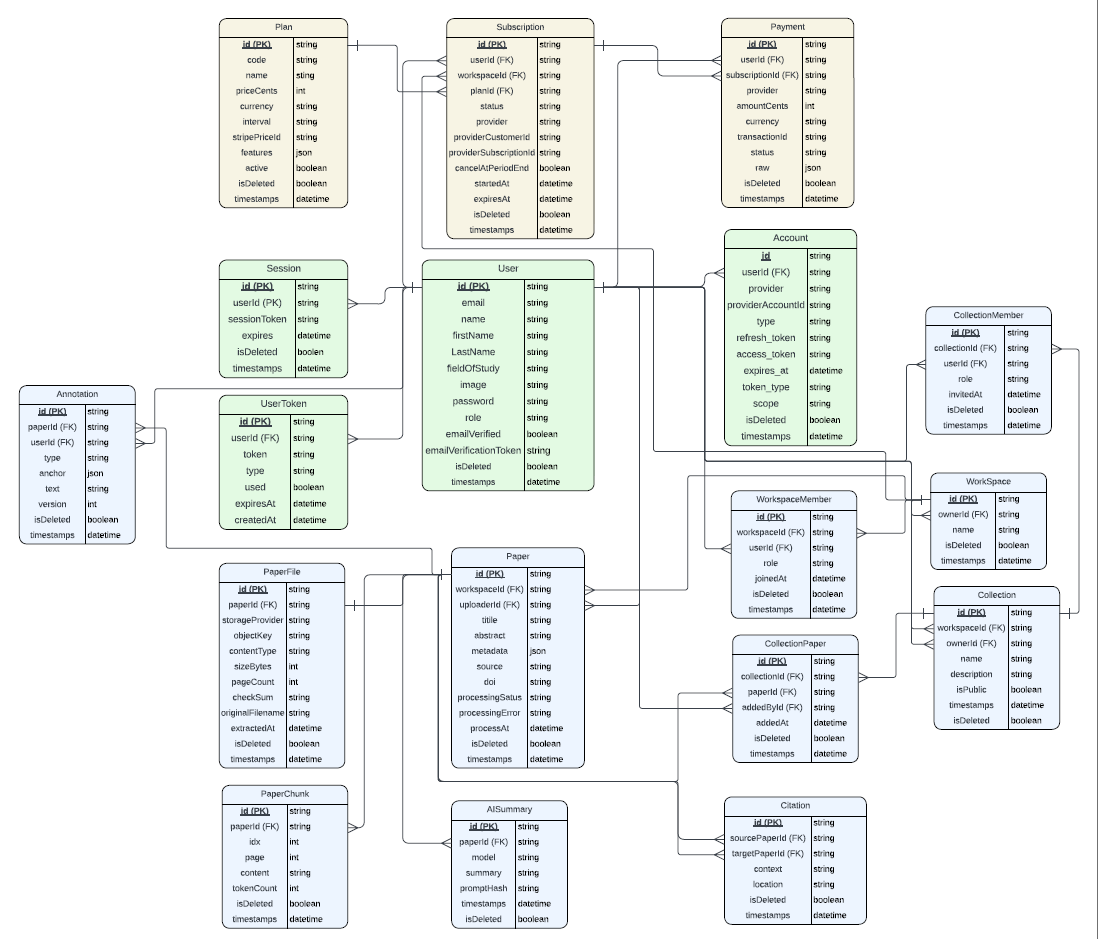 Plan
id (PK) string
code string
name sting
priceCents int
currency string
interval string
stripePriceId string
features json
active boolean
isDeleted boolean
timestamps datetime
Subscription
id (PK) string
userId (FK) string
workspaceId (FK) string
planId (FK) string
status string
provider string
providerCustomerId string
providerSubscriptionId string
cancelAtPeriodEnd boolean
startedAt datetime
expiresAt datetime
isDeleted boolean
timestamps datetime
Payment
id (PK) string
userId (FK) string
subscriptionId (FK) string
provider string
amountCents int
currency string
transactionId string
status string
raw json
isDeleted boolean
timestamps datetime
Session
id (PK) string
userId (PK) string
sessionToken string
expires datetime
isDeleted boolen
timestamps datetime
User
id (PK) string
email string
name string
firstName string
LastName string
fieldOfStudy string
image string
password string
role string
emailVerified boolean
emailVerificationToken string
isDeleted boolean
timestamps datetime
Account
id string
userId (FK) string
provider string
providerAccountId string
type string
refresh_token string
access_token string
expires_at datetime
token_type string
scope string
isDeleted boolean
timestamps datetime
CollectionMember
id (PK) string
collectionId (FK) string
userId (FK) string
role string
invitedAt datetime
isDeleted boolean
timestamps datetime
Annotation
id (PK) string
paperId (FK) string
userId (FK) string
type string
anchor json
text string
version int
isDeleted boolean
timestamps datetime
UserToken
id (PK) string
userId (FK) string
token string
type string
used boolean
expiresAt datetime
createdAt datetime
WorkspaceMember
id (PK) string
workspaceId (FK) string
userId (FK) string
role string
joinedAt datetime
isDeleted boolean
timestamps datetime
WorkSpace
id (PK) string
ownerId (FK) string
name string
isDeleted boolean
timestamps datetime
PaperFile
id (PK) string
paperId (FK) string
storageProvider string
objectKey string
contentType string
sizeBytes int
pageCount int
checkSum string
originalFilename string
extractedAt datetime
isDeleted boolean
timestamps datetime
Paper
id (PK) string
workspaceId (FK) string
uploaderId (FK) string
titile string
abstract string
metadata json
source string
doi string
processingSatus string
processingError string
processAt datetime
isDeleted boolean
timestamps datetime
CollectionPaper
id (PK) string
collectionId (FK) string
paperId (FK) string
addedById (FK) string
addedAt datetime
isDeleted boolean
timestamps datetime
Collection
id (PK) string
workspaceId (FK) string
ownerId (FK) string
name string
description string
isPublic boolean
timestamps datetime
isDeleted boolean
PaperChunk
id (PK) string
paperId (FK) string
idx int
page int
content string
tokenCount int
isDeleted boolean
timestamps datetime
AISummary
id (PK) string
paperId (FK) string
model string
summary string
promptHash string
timestamps datetime
isDeleted boolean
Citation
id (PK) string
sourcePaperId (FK) string
targetPaperId (FK) string
context string
location string
isDeleted boolean
timestamps datetime